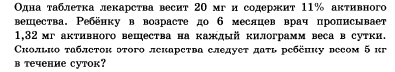 Одна таблетка лекарства весит 20 мг и содержит 11% активного
вещества. Ребёнку в возрасте до 6 месяцев врач прописывает
1,32 мг активного вещества на каждый килограмм веса в сутки.
Сколько таблеток этого лекарства следует дать ребёнку весом 5 кг
в течение суток?